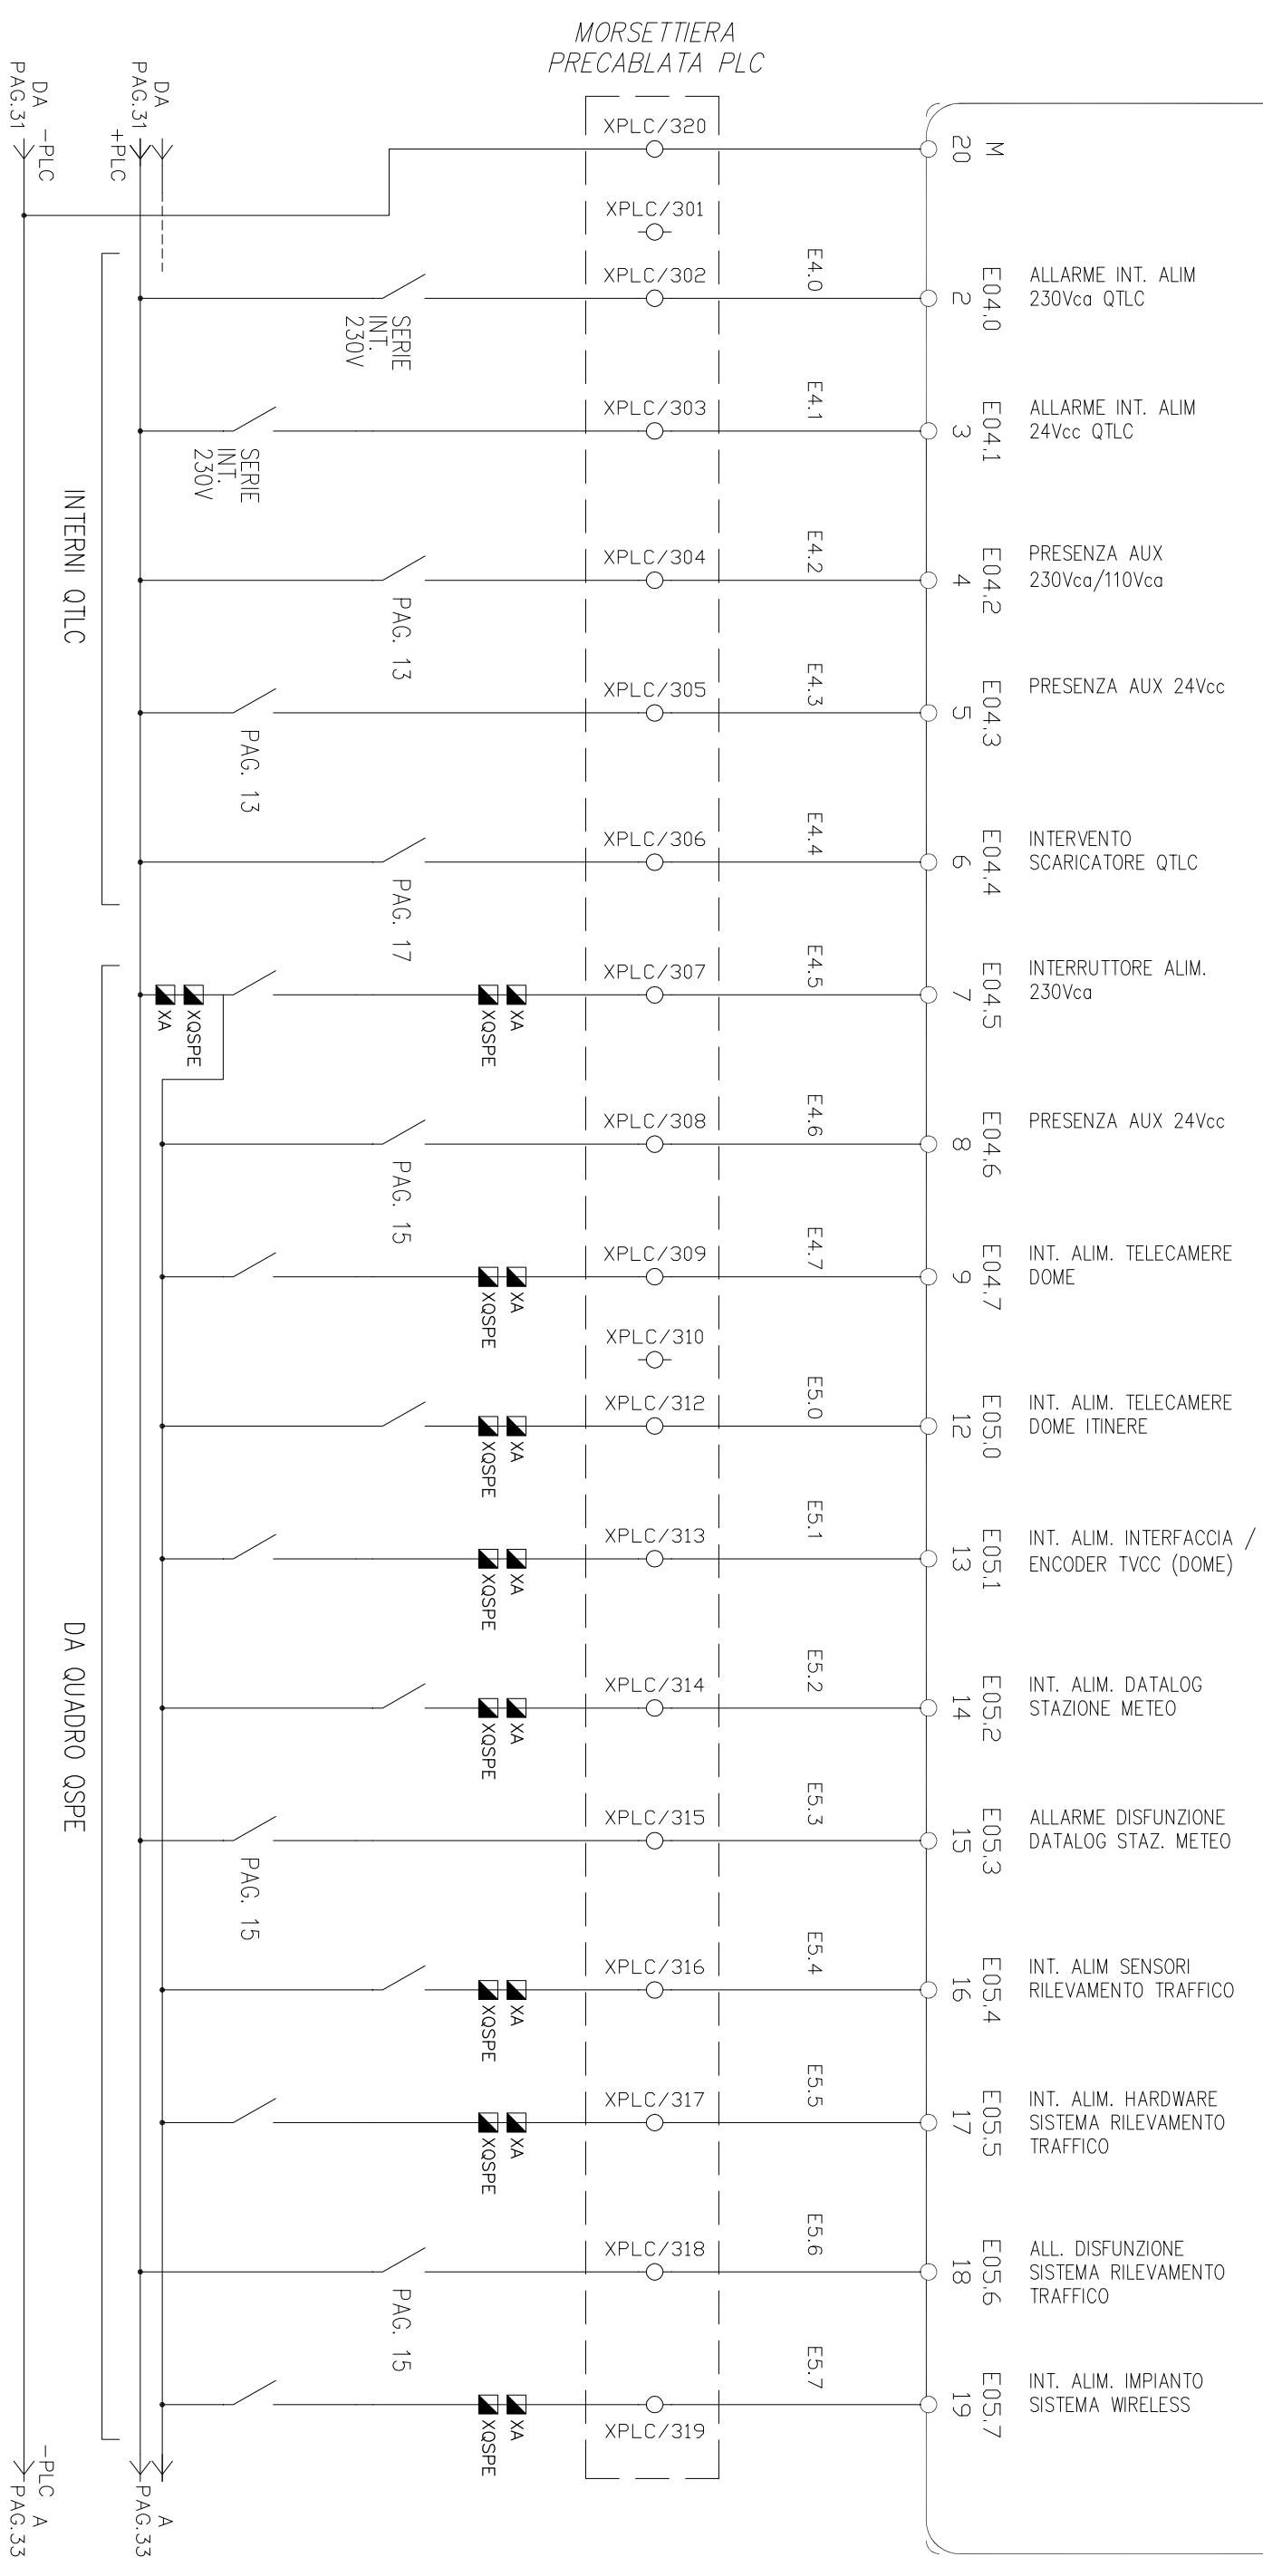 MORSETTIERA
PRECABLATA PLC
DA -PLC
PAG.31
DA
PAG.31 +PLC
XPLC/320
20
M
XPLC/301
SERIE
INT.
230V
XPLC/302
E4.0
2
E04.0
ALLARME INT. ALIM
230Vca QTLC
SERIE
INT.
230V
XPLC/303
E4.1
3
E04.1
ALLARME INT. ALIM
24Vcc QTLC
INTERNI QTLC
PAG. 13
XPLC/304
E4.2
4
E04.2
PRESENZA AUX
230Vca/110Vca
PAG. 13
XPLC/305
E4.3
5
E04.3
PRESENZA AUX 24Vcc
PAG. 17
XPLC/306
E4.4
6
E04.4
INTERVENTO
SCARICATORE QTLC
XA
XQSPE
XQSPE
XA
XPLC/307
E4.5
7
E04.5
INTERRUTTORE ALIM.
230Vca
PAG. 15
XPLC/308
E4.6
8
E04.6
PRESENZA AUX 24Vcc
XQSPE
XA
XPLC/309
E4.7
9
E04.7
INT. ALIM. TELECAMERE
DOME
XPLC/310
XQSPE
XA
XPLC/312
E5.0
12
E05.0
INT. ALIM. TELECAMERE
DOME ITINERE
XQSPE
XA
XPLC/313
E5.1
13
E05.1
INT. ALIM. INTERFACCIA /
ENCODER TVCC (DOME)
DA QUADRO QSPE
XQSPE
XA
XPLC/314
E5.2
14
E05.2
INT. ALIM. DATALOG
STAZIONE METEO
PAG. 15
XPLC/315
E5.3
15
E05.3
ALLARME DISFUNZIONE
DATALOG STAZ. METEO
XQSPE
XA
XPLC/316
E5.4
16
E05.4
INT. ALIM SENSORI
RILEVAMENTO TRAFFICO
XQSPE
XA
XPLC/317
E5.5
17
E05.5
INT. ALIM. HARDWARE
SISTEMA RILEVAMENTO
TRAFFICO
PAG. 15
XPLC/318
E5.6
18
E05.6
ALL. DISFUNZIONE
SISTEMA RILEVAMENTO
TRAFFICO
XQSPE
XA
XPLC/319
E5.7
19
E05.7
INT. ALIM. IMPIANTO
SISTEMA WIRELESS
-PLC A
PAG.33
A
PAG.33